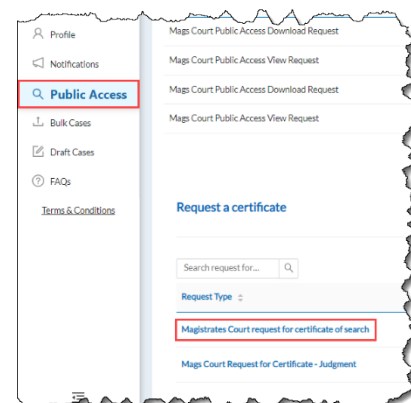 Profile
Mags Court Public Access Download Request
Notifications
Mags Court Public Access View Request
Public Access
Mags Court Public Access Download Request
Bulk Cases
Mags Court Public Access View Request
Draft Cases
FAQs
Terms & Conditions
Request a certificate
Search request for...
Request Type
Magistrates Court request for certificate of search
Mags Court Request for Certificate - Judgment